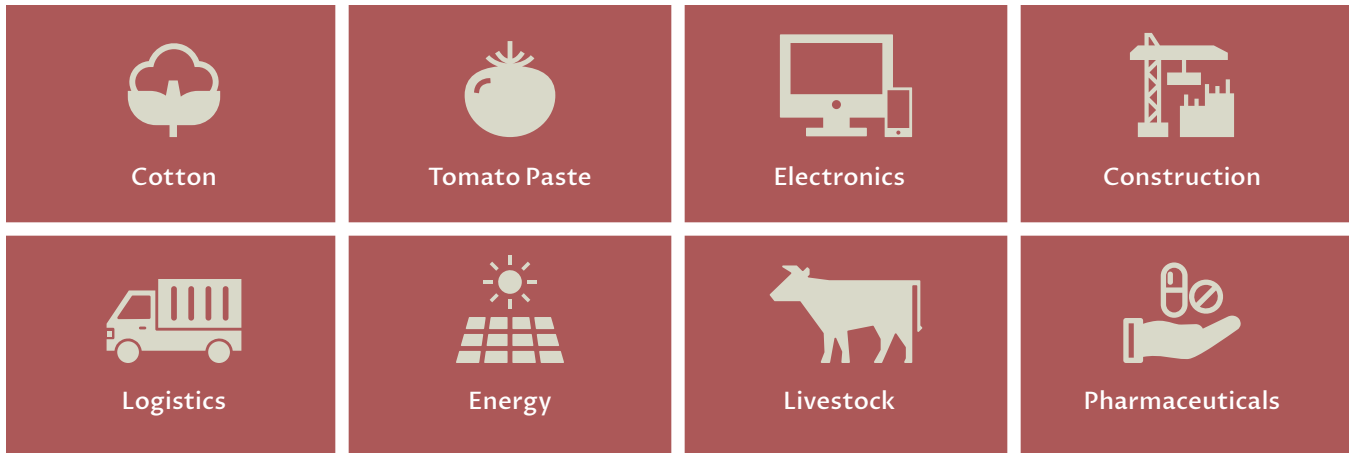 Cotton
Tomato Paste
Electronics
Construction
Logistics
Energy
Livestock
Pharmaceuticals